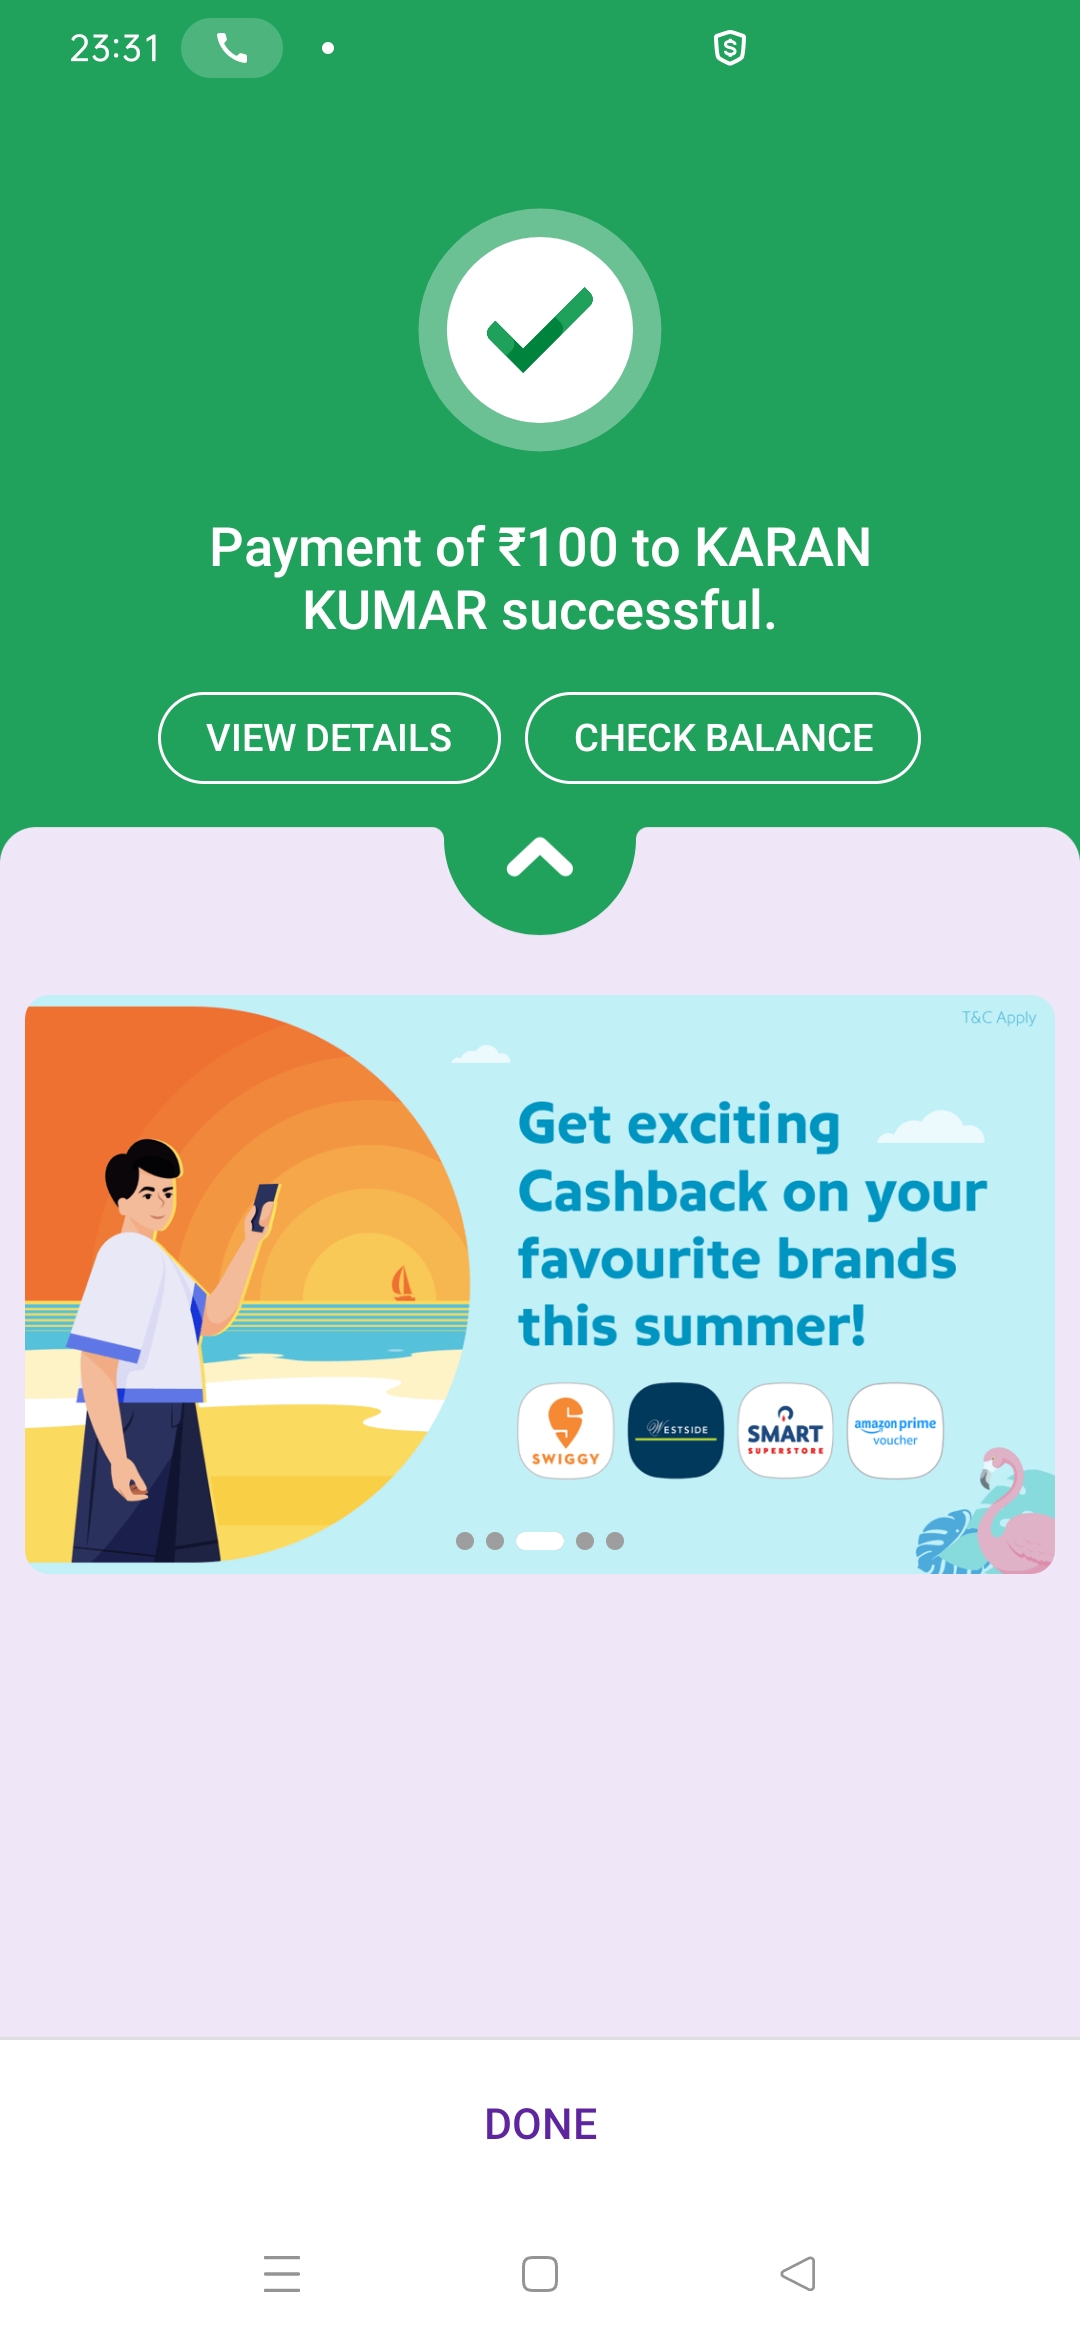 23:31
Payment of ₹100 to KARAN
KUMAR successful.
VIEW DETAILS
CHECK BALANCE
T&C Apply
Get exciting
Cashback on your
favourite brands
this summer!
SWIGGY
WESTSIDE
SMART
SUPERSTORE
amazon prime
voucher
DONE